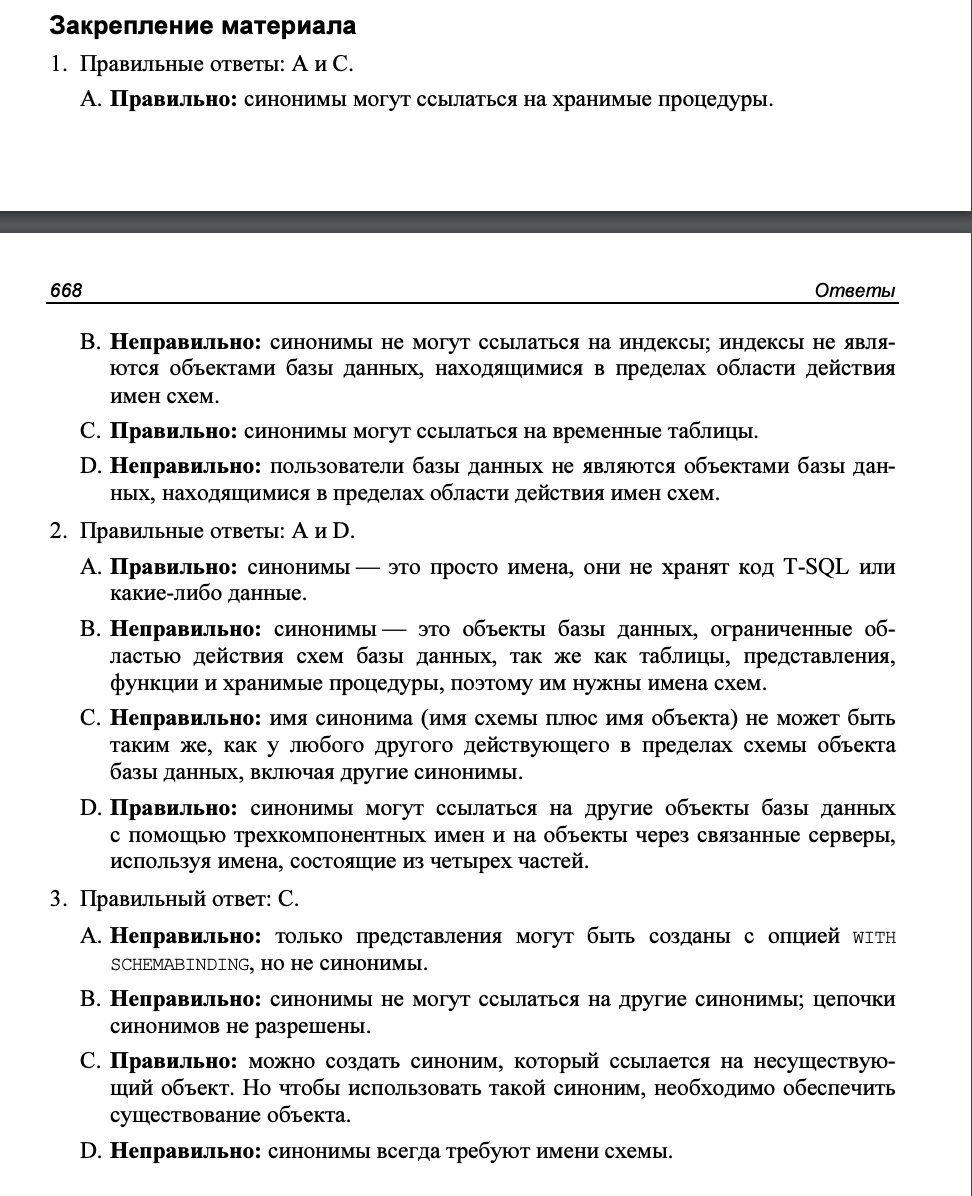 Закрепление материала
1. Правильные ответы: A и C.
A. Правильно: синонимы могут ссылаться на хранимые процедуры.
668 Ответы
B. Неправильно: синонимы не могут ссылаться на индексы; индексы не явля-
ются объектами базы данных, находящимися в пределах области действия
имен схем.
C. Правильно: синонимы могут ссылаться на временные таблицы.
D. Неправильно: пользователи базы данных не являются объектами базы дан-
ных, находящимися в пределах области действия имен схем.
2. Правильные ответы: A и D.
A. Правильно: синонимы — это просто имена, они не хранят код T-SQL или
какие-либо данные.
B. Неправильно: синонимы — это объекты базы данных, ограниченные об-
ластью действия схем базы данных, так же как таблицы, представления,
функции и хранимые процедуры, поэтому им нужны имена схем.
C. Неправильно: имя синонима (имя схемы плюс имя объекта) не может быть
таким же, как у любого другого действующего в пределах схемы объекта
базы данных, включая другие синонимы.
D. Правильно: синонимы могут ссылаться на другие объекты базы данных
с помощью трехкомпонентных имен и на объекты через связанные серверы,
используя имена, состоящие из четырех частей.
3. Правильный ответ: C.
A. Неправильно: только представления могут быть созданы с опцией WITH
SCHEMABINDING, но не синонимы.
B. Неправильно: синонимы не могут ссылаться на другие синонимы; цепочки
синонимов не разрешены.
C. Правильно: можно создать синоним, который ссылается на несуществую-
щий объект. Но чтобы использовать такой синоним, необходимо обеспечить
существование объекта.
D. Неправильно: синонимы всегда требуют имени схемы.